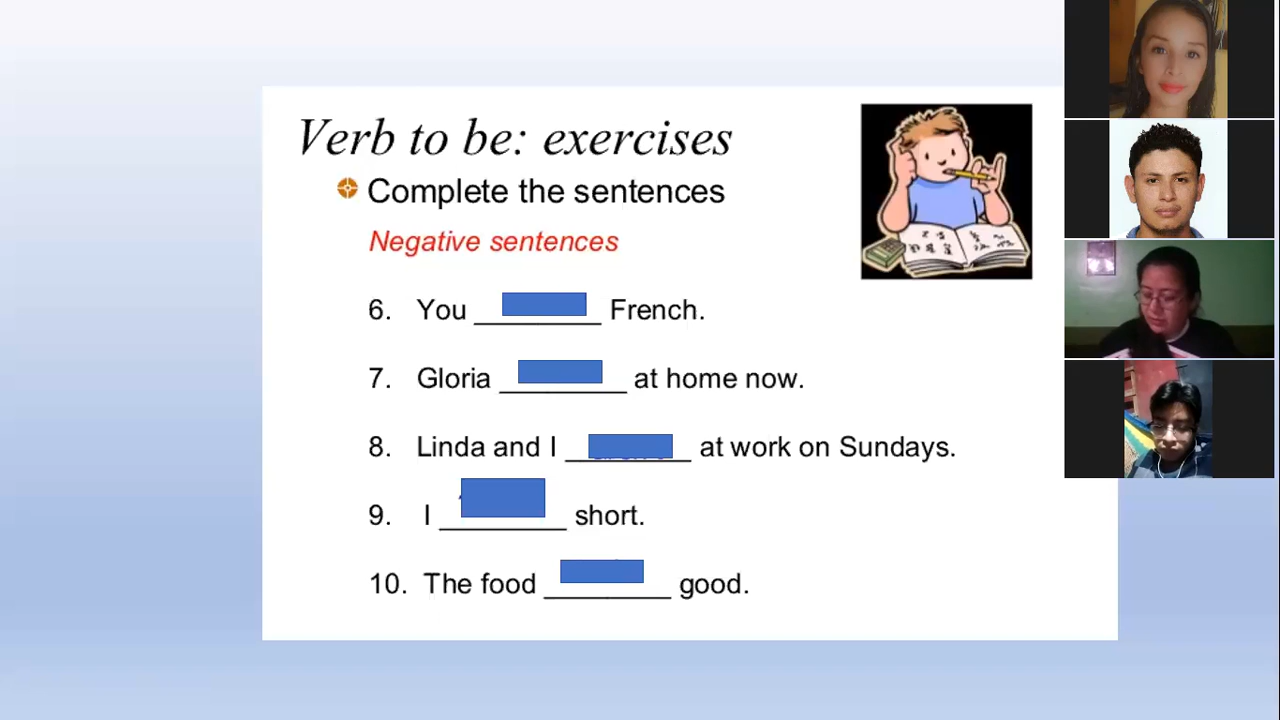 Verb to be: exercises
Complete the sentences
Negative sentences
6. You ________ French.
7. Gloria ________ at home now.
8. Linda and I ________ at work on Sundays.
9. I ________ short.
10. The food ________ good.